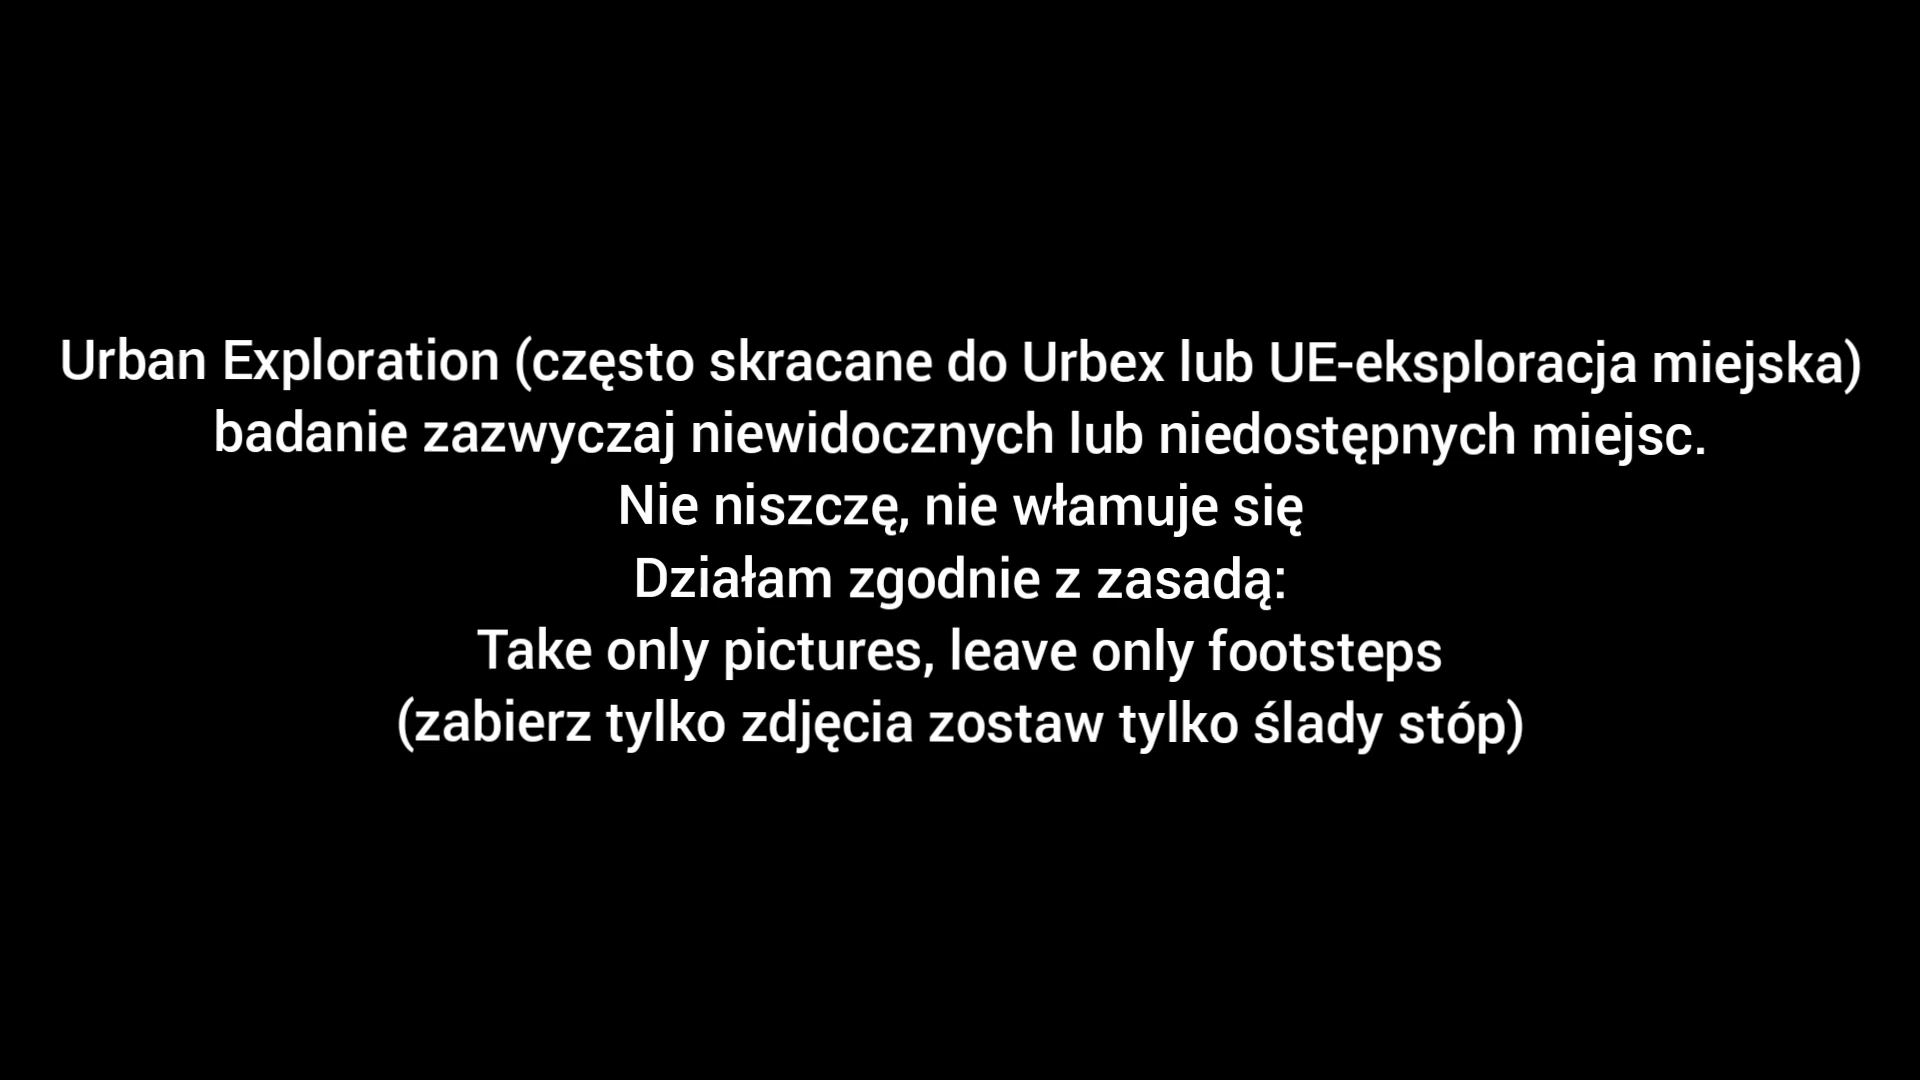 Urban Exploration (często skracane do Urbex lub UE-eksploracja miejska)
badanie zazwyczaj niewidocznych lub niedostępnych miejsc.
Nie niszczę, nie włamuje się
Działam zgodnie z zasadą:
Take only pictures, leave only footsteps
(zabierz tylko zdjęcia zostaw tylko ślady stóp)